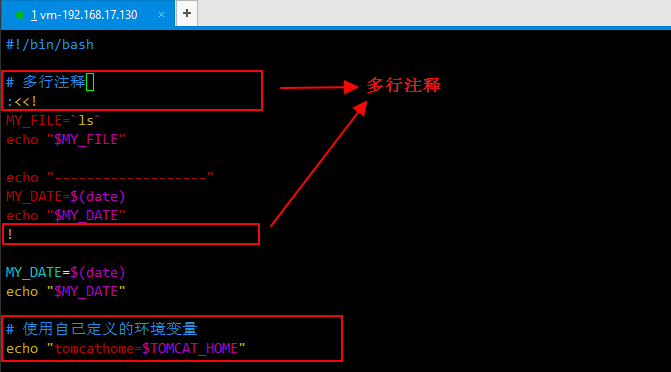 1 vm-192.168.17.130 × +
#!/bin/bash
# 多行注释
:<<!
多行注释
MY_FILE=`ls`
echo "$MY_FILE"
echo "-------------------"
MY_DATE=$(date)
echo "$MY_DATE"
!
MY_DATE=$(date)
echo "$MY_DATE"
# 使用自己定义的环境变量
echo "tomcathome=$TOMCAT_HOME"